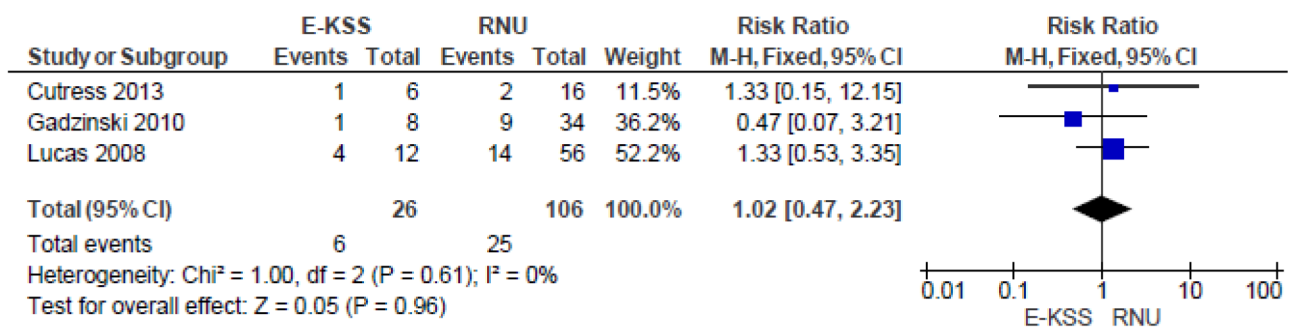 E-KSS RNU Risk Ratio Risk Ratio
Study or Subgroup Events Total Events Total Weight M-H, Fixed, 95% CI M-H, Fixed, 95% CI
Cutress 2013 1 6 2 16 11.5% 1.33 [0.15, 12.15]
Gadzinski 2010 1 8 9 34 36.2% 0.47 [0.07, 3.21]
Lucas 2008 4 12 14 56 52.2% 1.33 [0.53, 3.35]
Total (95% CI) 26 106 100.0% 1.02 [0.47, 2.23]
Total events 6 25
Heterogeneity: Chi² = 1.00, df = 2 (P = 0.61); I² = 0%
Test for overall effect: Z = 0.05 (P = 0.96)
0.01 0.1 1 10 100
E-KSS RNU